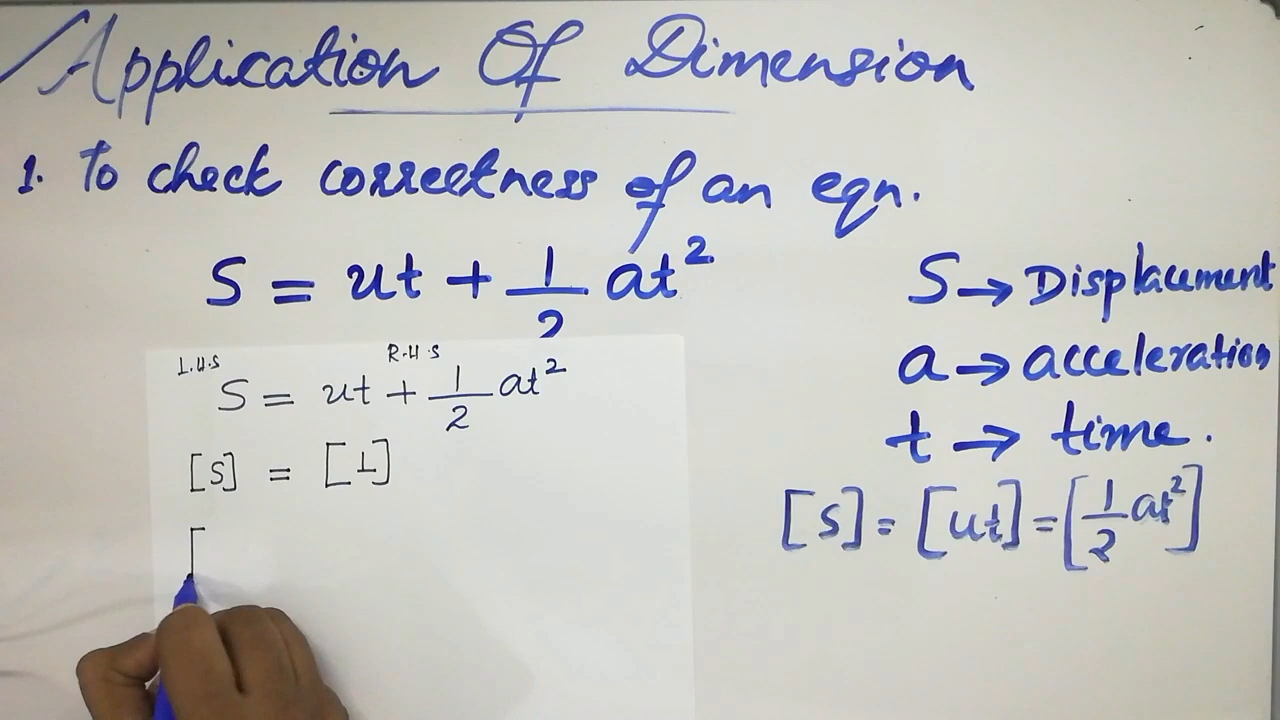 Application Of Dimension
1. To check correctness of an eqn.
S = ut + 1/2 at²
S → Displacement
a → acceleration
t → time.
[S] = [ut] = [1/2 at²]
L.H.S R.H.S
S = ut + 1/2 at²
[S] = [L]
[